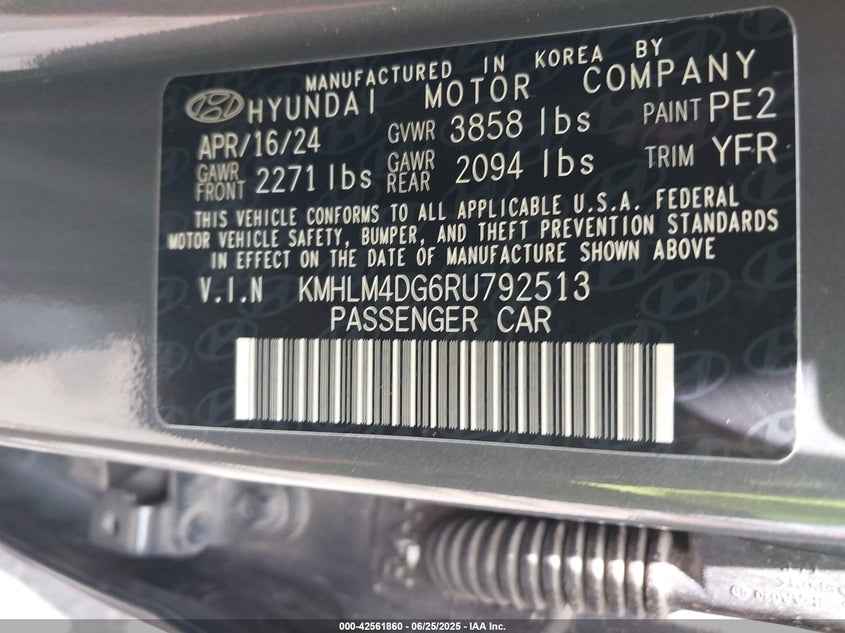 MANUFACTURED IN KOREA BY
HYUNDAI MOTOR COMPANY
APR/16/24 GVWR 3858 lbs PAINT PE2
GAWR FRONT 2271 lbs GAWR REAR 2094 lbs TRIM YFR
THIS VEHICLE CONFORMS TO ALL APPLICABLE U.S.A. FEDERAL
MOTOR VEHICLE SAFETY, BUMPER, AND THEFT PREVENTION STANDARDS
IN EFFECT ON THE DATE OF MANUFACTURE SHOWN ABOVE
V.I.N KMHLM4DG6RU792513
PASSENGER CAR
000-42561860 - 06/25/2025 - IAA Inc.